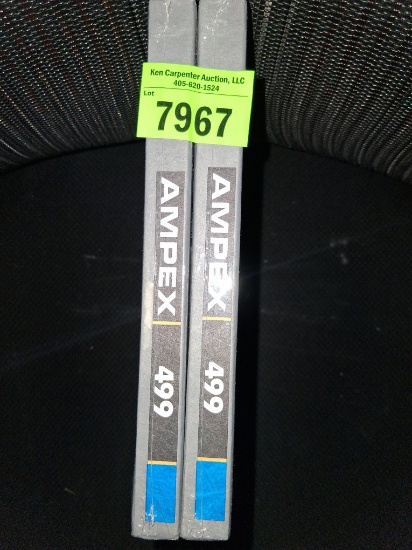 Ken Carpenter Auction, LLC
405-620-1524
Lot
7967
AMPEX
499
AMPEX
499